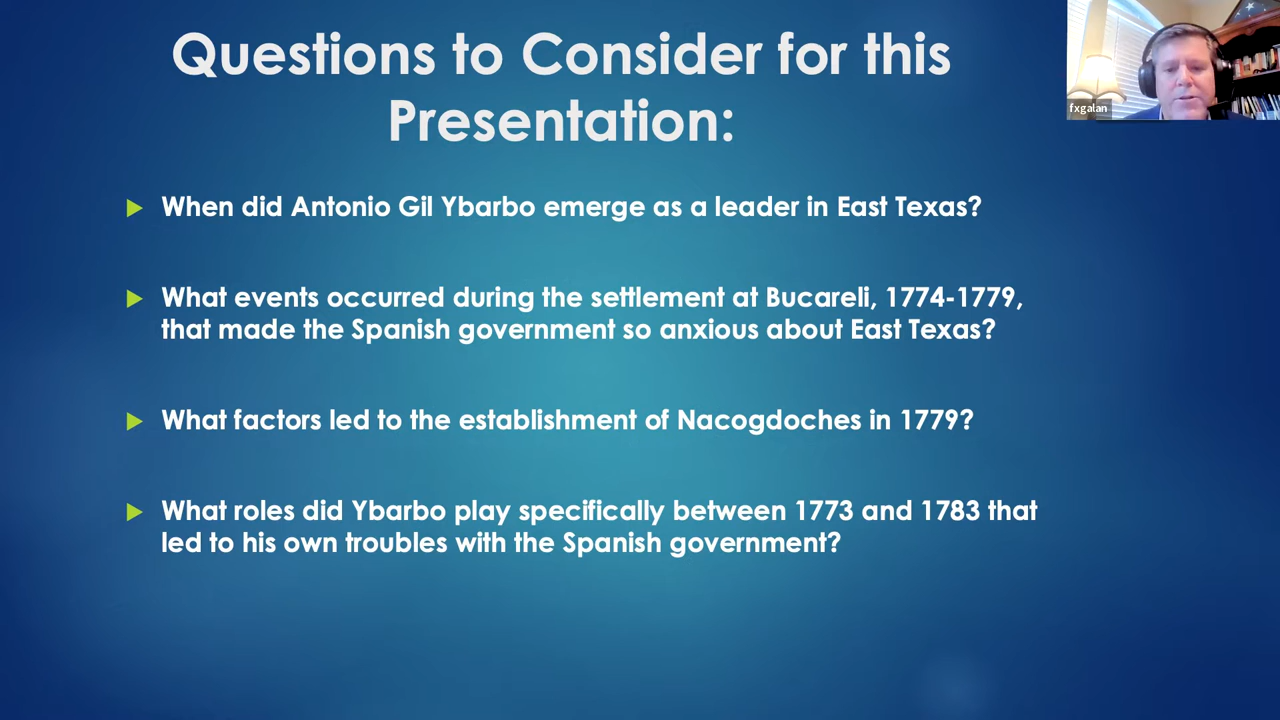 Questions to Consider for this
Presentation:
fxgalan
When did Antonio Gil Ybarbo emerge as a leader in East Texas?
What events occurred during the settlement at Bucareli, 1774-1779,
that made the Spanish government so anxious about East Texas?
What factors led to the establishment of Nacogdoches in 1779?
What roles did Ybarbo play specifically between 1773 and 1783 that
led to his own troubles with the Spanish government?